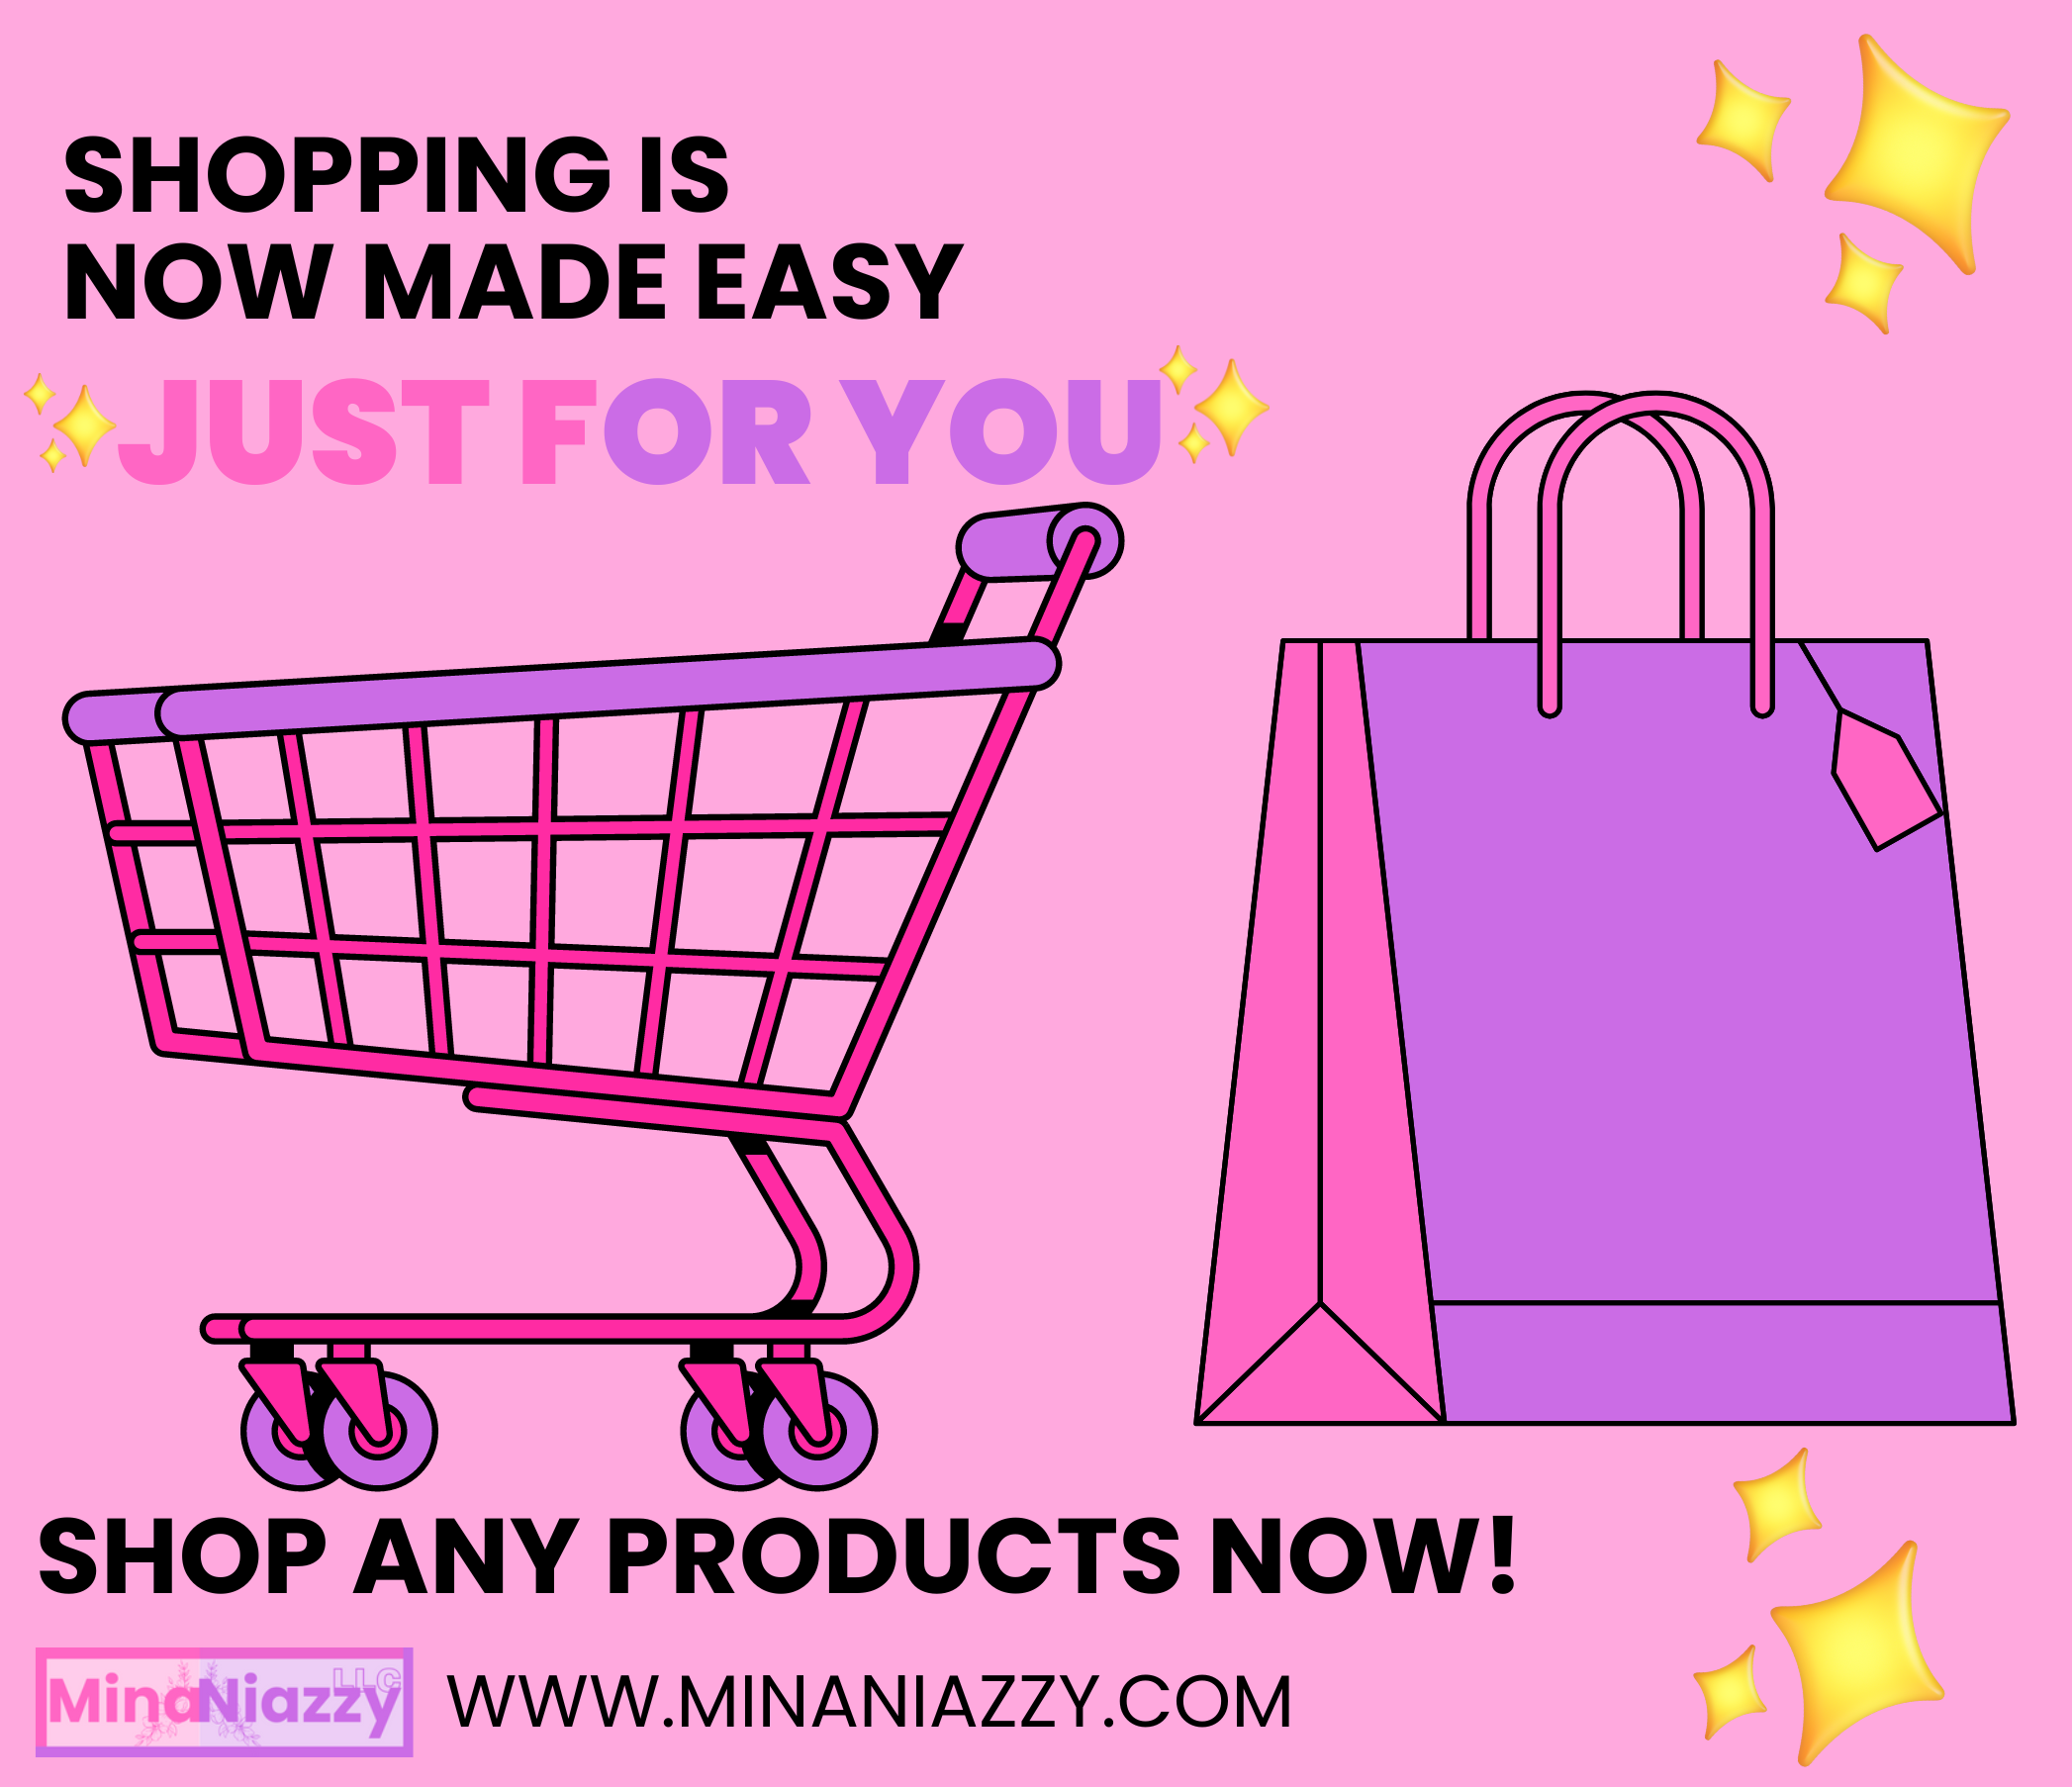 SHOPPING IS
NOW MADE EASY
JUST FOR YOU
SHOP ANY PRODUCTS NOW!
MinaNiazzy LLC
WWW.MINANIAZZY.COM